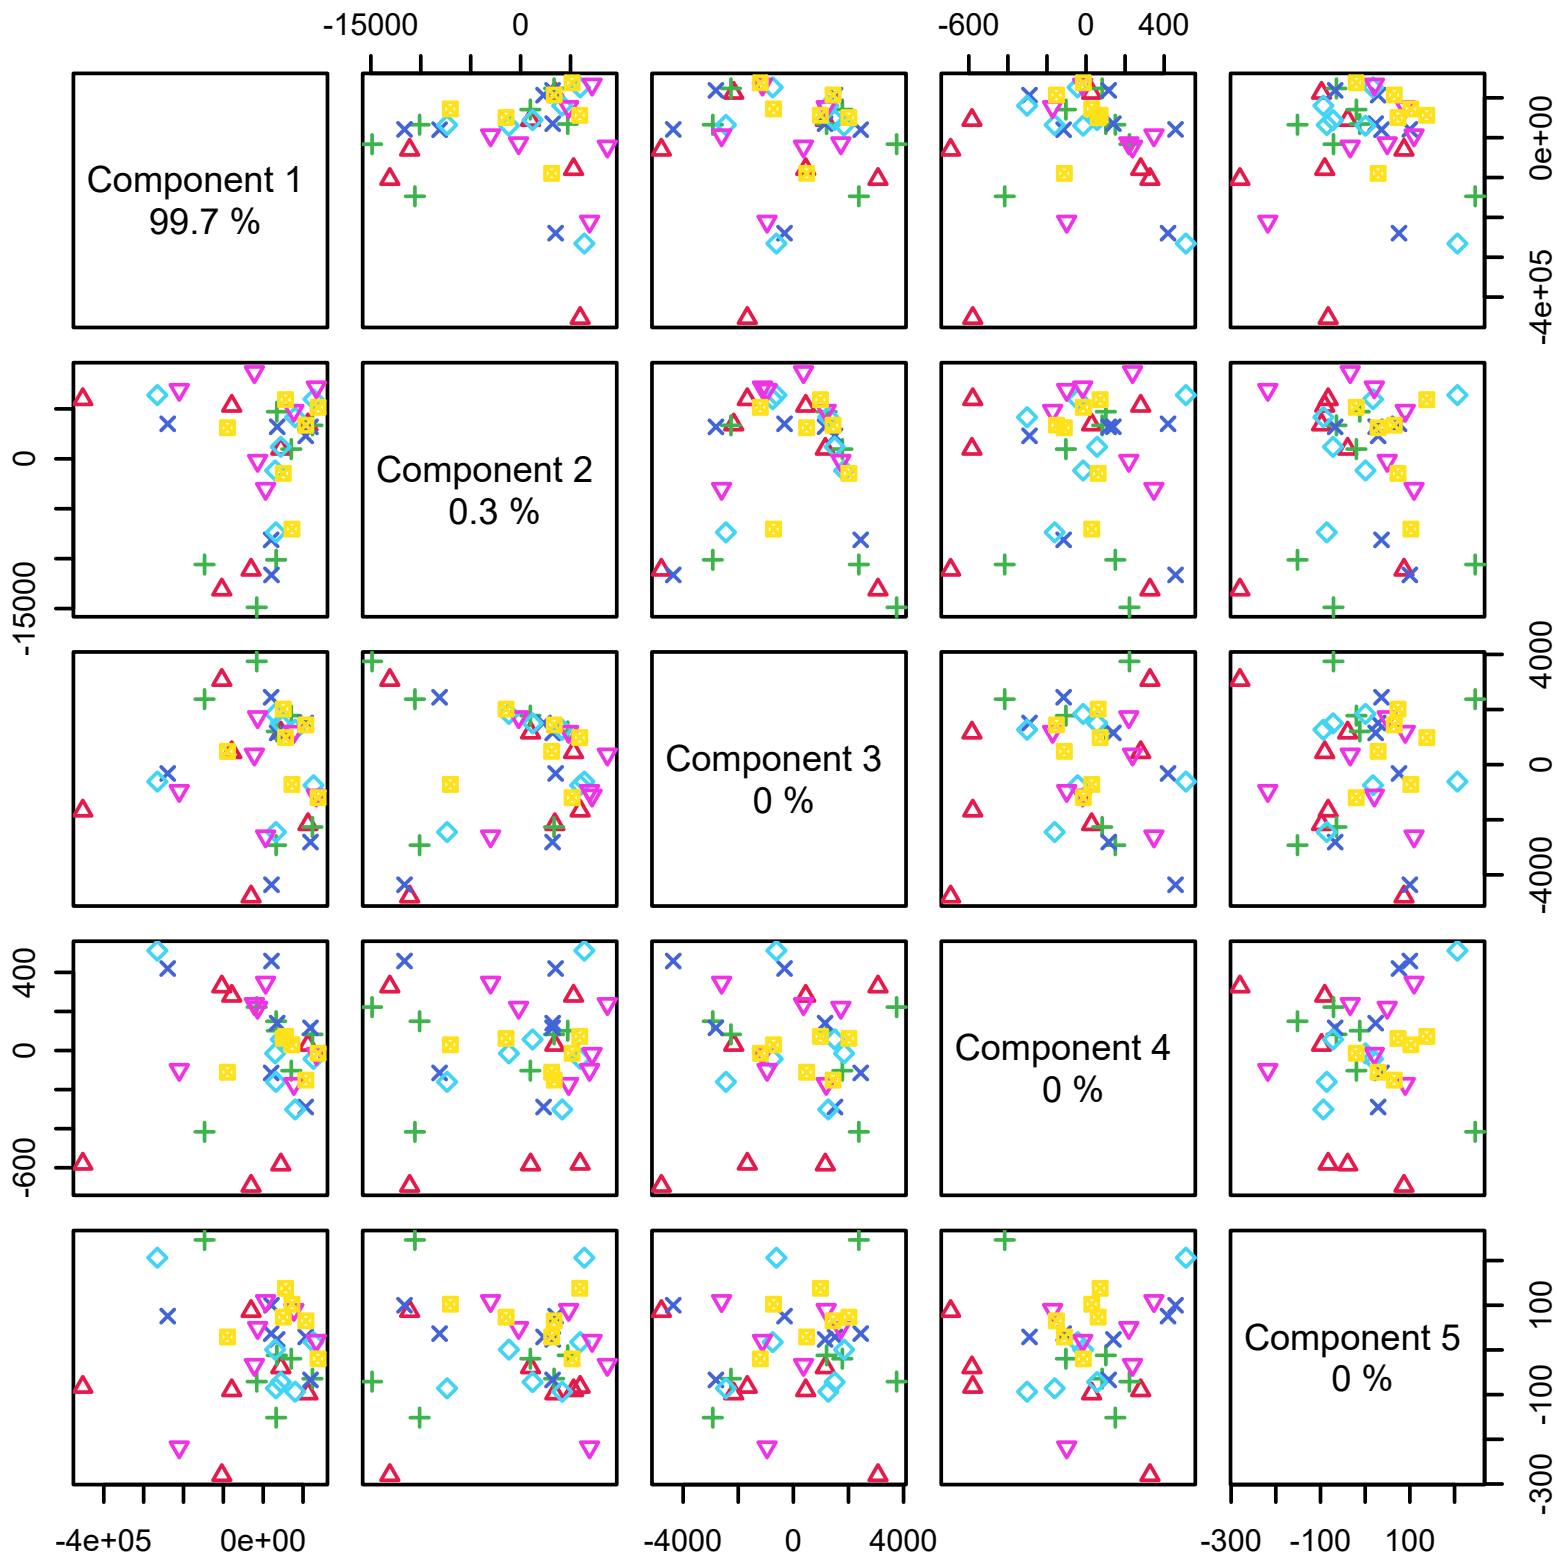 -15000 0 -600 0 400
Component 1
99.7 %
0e+00
-4e+05
Component 2
0.3 %
0
-15000
Component 3
0 %
4000
0
-4000
Component 4
0 %
400
0
-600
Component 5
0 %
100
-100
-300
-4e+05 0e+00 -4000 0 4000 -300 -100 100